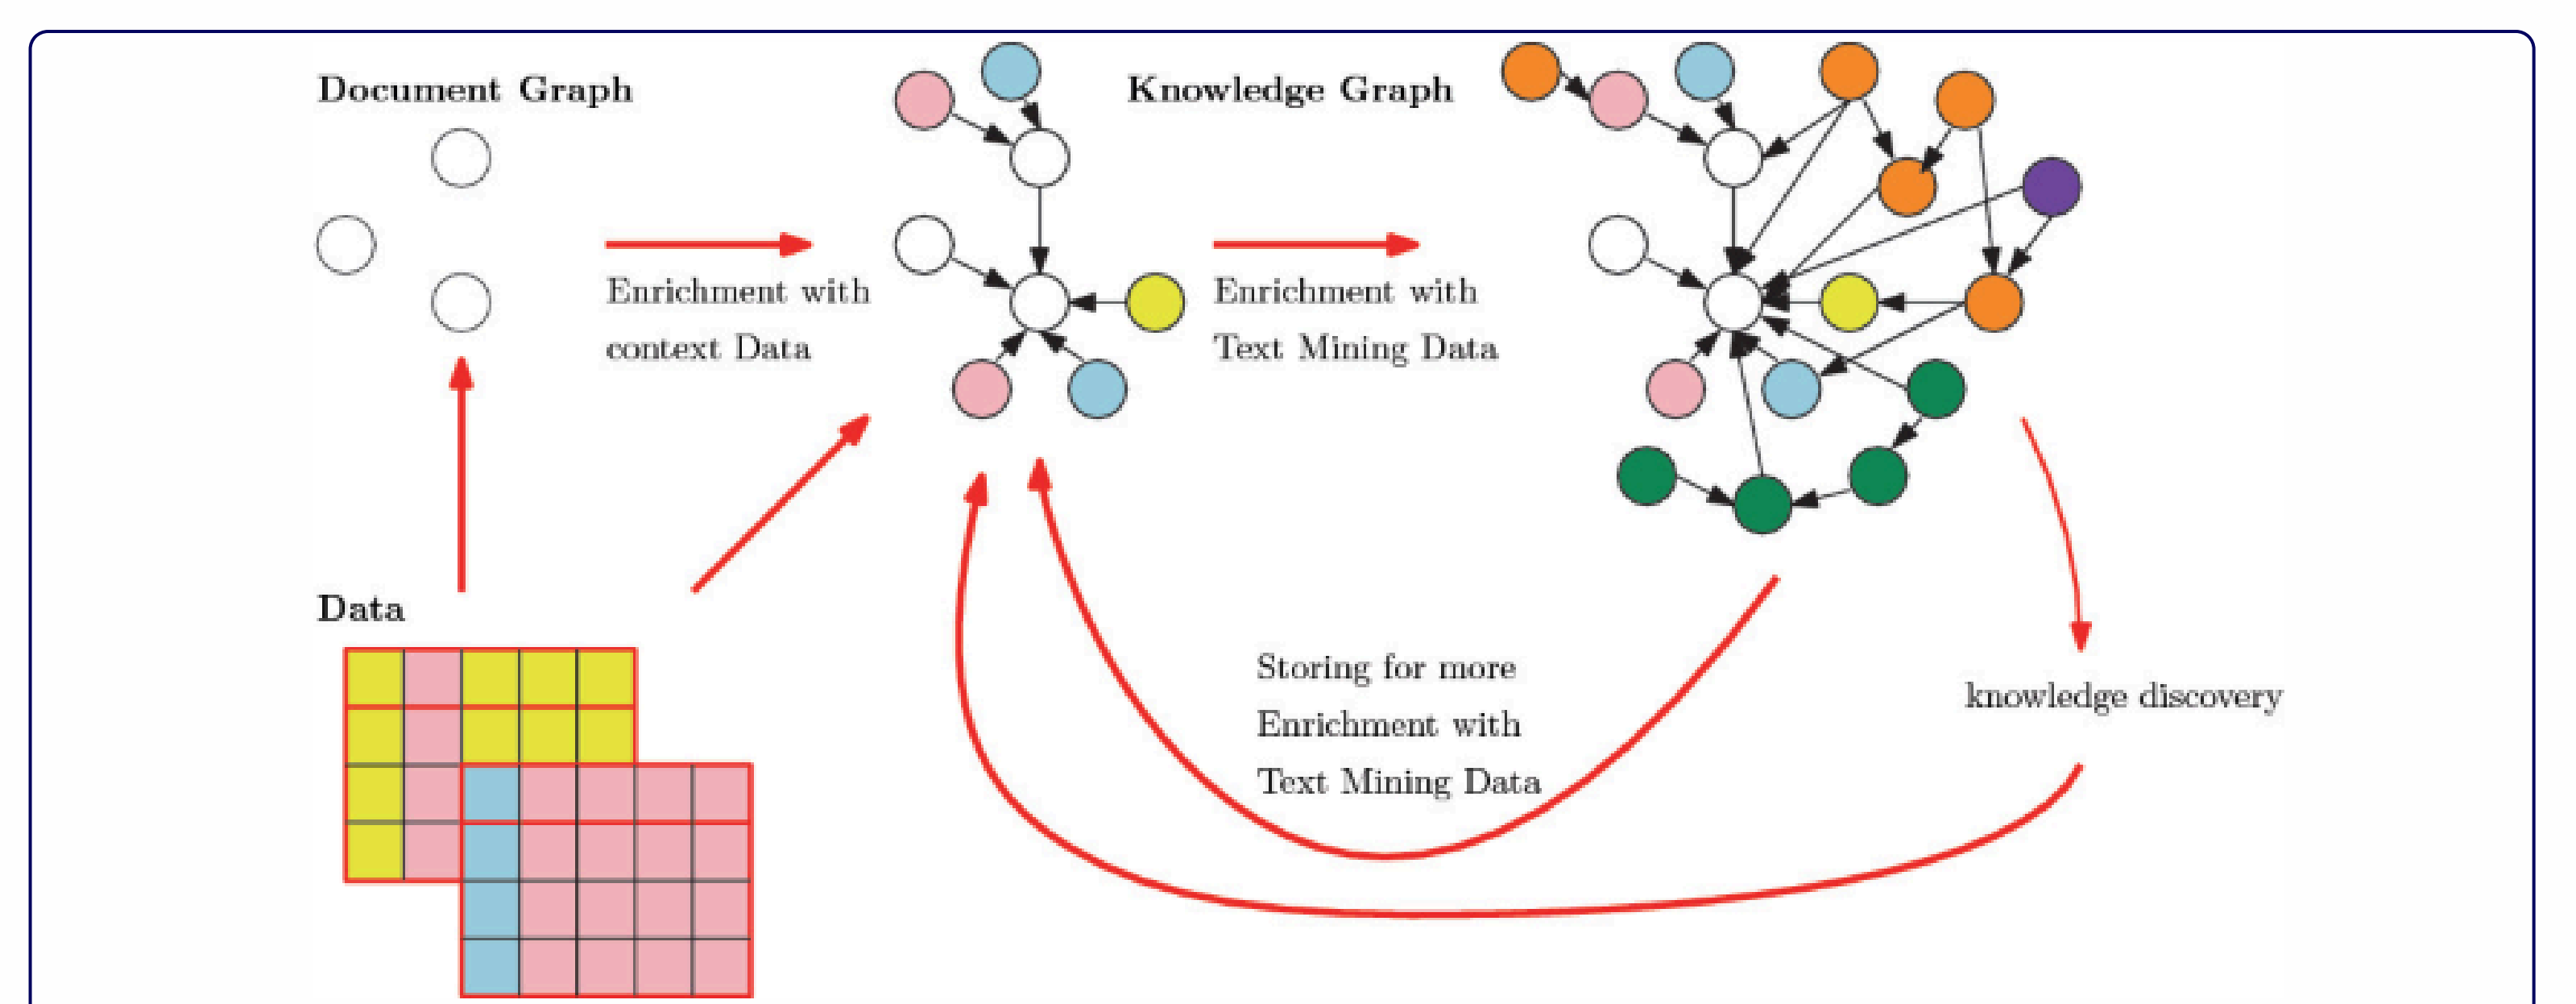 Document Graph
Knowledge Graph
Enrichment with
context Data
Enrichment with
Text Mining Data
Data
Storing for more
Enrichment with
Text Mining Data
knowledge discovery